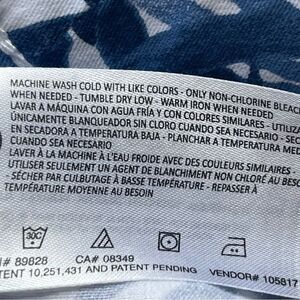 MACHINE WASH COLD WITH LIKE COLORS - ONLY NON-CHLORINE BLEACH
WHEN NEEDED - TUMBLE DRY LOW - WARM IRON WHEN NEEDED
LAVAR A MÁQUINA CON AGUA FRÍA Y CON COLORES SIMILARES - UTILIZAR
ÚNICAMENTE BLANQUEADOR SIN CLORO CUANDO SEA NECESARIO -
EN SECADORA A TEMPERATURA BAJA - PLANCHAR A TEMPERATURA
CUANDO SEA NECESARIO
LAVER À LA MACHINE À L'EAU FROIDE AVEC DES COULEURS SIMILAIRES -
UTILISER SEULEMENT UN AGENT DE BLANCHIMENT NON CHLORÉ AU BESOIN
- SÉCHER PAR CULBUTAGE À BASSE TEMPÉRATURE - REPASSER À
TEMPÉRATURE MOYENNE AU BESOIN
30C
# 89828 CA# 08349
TENT 10,251,431 AND PATENT PENDING VENDOR# 105817